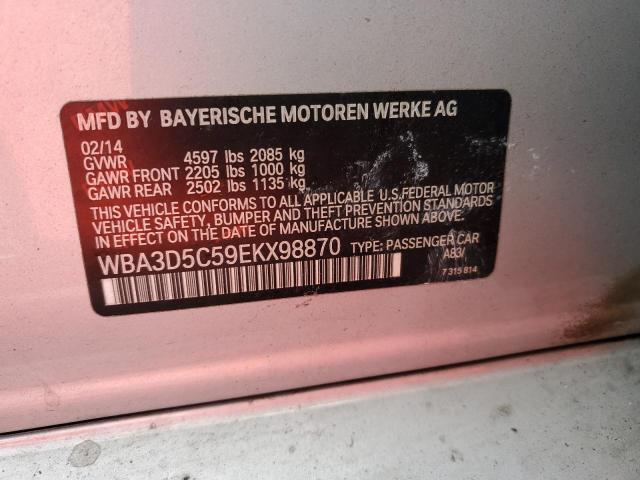 MFD BY BAYERISCHE MOTOREN WERKE AG
02/14
GVWR 4597 lbs 2085 kg
GAWR FRONT 2205 lbs 1000 kg
GAWR REAR 2502 lbs 1135 kg
THIS VEHICLE CONFORMS TO ALL APPLICABLE U.S.FEDERAL MOTOR
VEHICLE SAFETY, BUMPER AND THEFT PREVENTION STANDARDS
IN EFFECT ON THE DATE OF MANUFACTURE SHOWN ABOVE.
WBA3D5C59EKX98870 TYPE: PASSENGER CAR
A83/
7 315 814